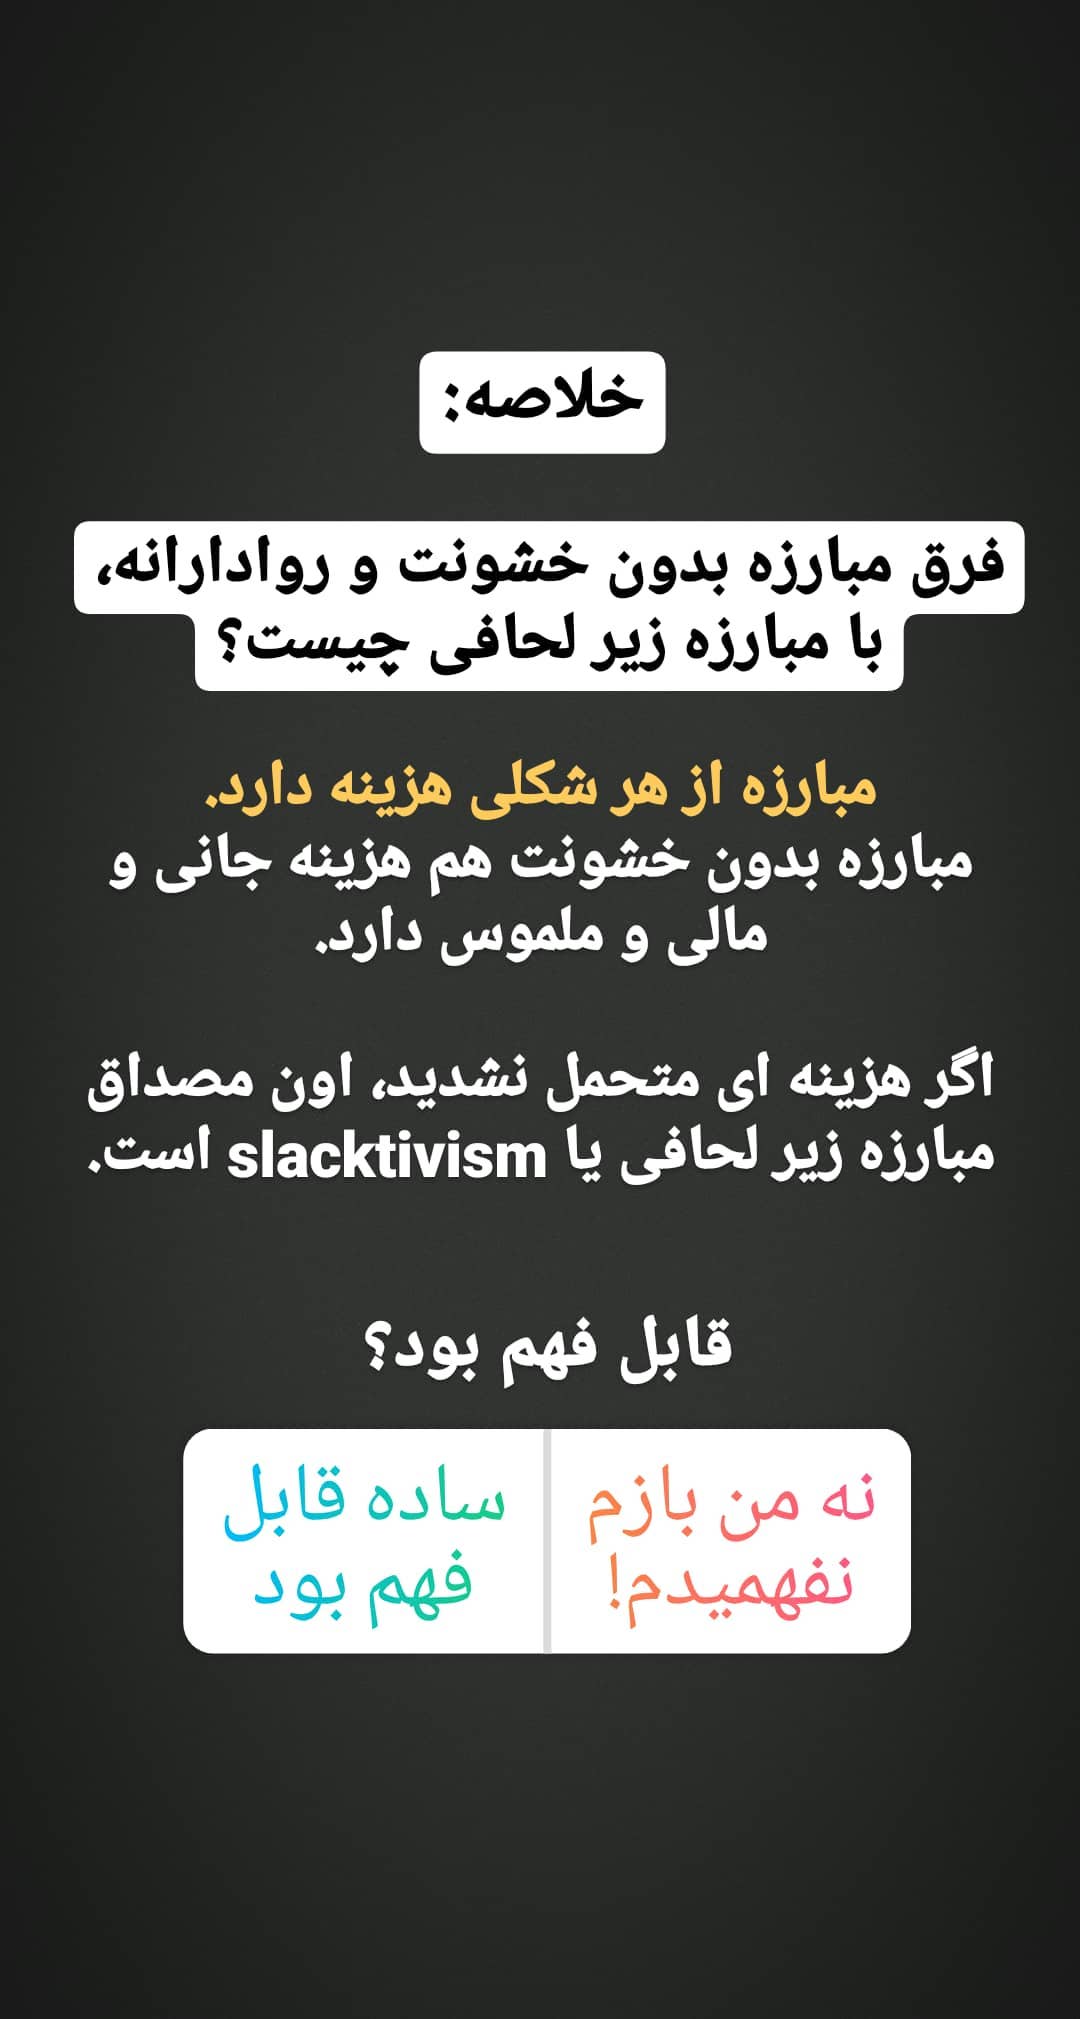 خلاصه:
فرق مبارزه بدون خشونت و روادارانه،
با مبارزه زیر لحافی چیست؟
مبارزه از هر شکلی هزینه دارد.
مبارزه بدون خشونت هم هزینه جانی و
مالی و ملموس دارد.
اگر هزینه ای متحمل نشدید، اون مصداق
مبارزه زیر لحافی یا slacktivism است.
قابل فهم بود؟
نه من بازم
نفهمیدم!
ساده قابل
فهم بود